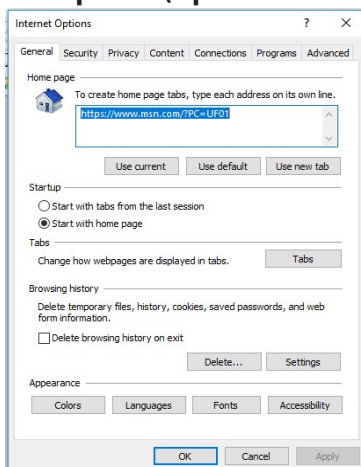 Internet Options
General Security Privacy Content Connections Programs Advanced
Home page
To create home page tabs, type each address on its own line.
https://www.msn.com/?PC=UF01
Use current Use default Use new tab
Startup
Start with tabs from the last session
Start with home page
Tabs
Change how webpages are displayed in tabs. Tabs
Browsing history
Delete temporary files, history, cookies, saved passwords, and web
form information.
Delete browsing history on exit
Delete... Settings
Appearance
Colors Languages Fonts Accessibility
OK Cancel Apply